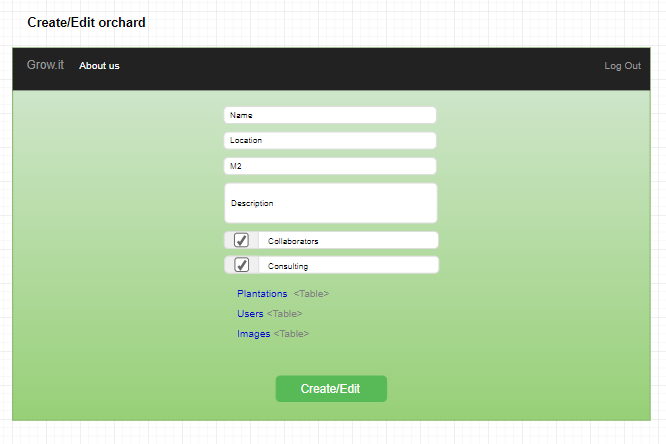 Create/Edit orchard
Grow.it About us Log Out
Name
Location
M2
Description
Collaborators
Consulting
Plantations <Table>
Users <Table>
Images <Table>
Create/Edit